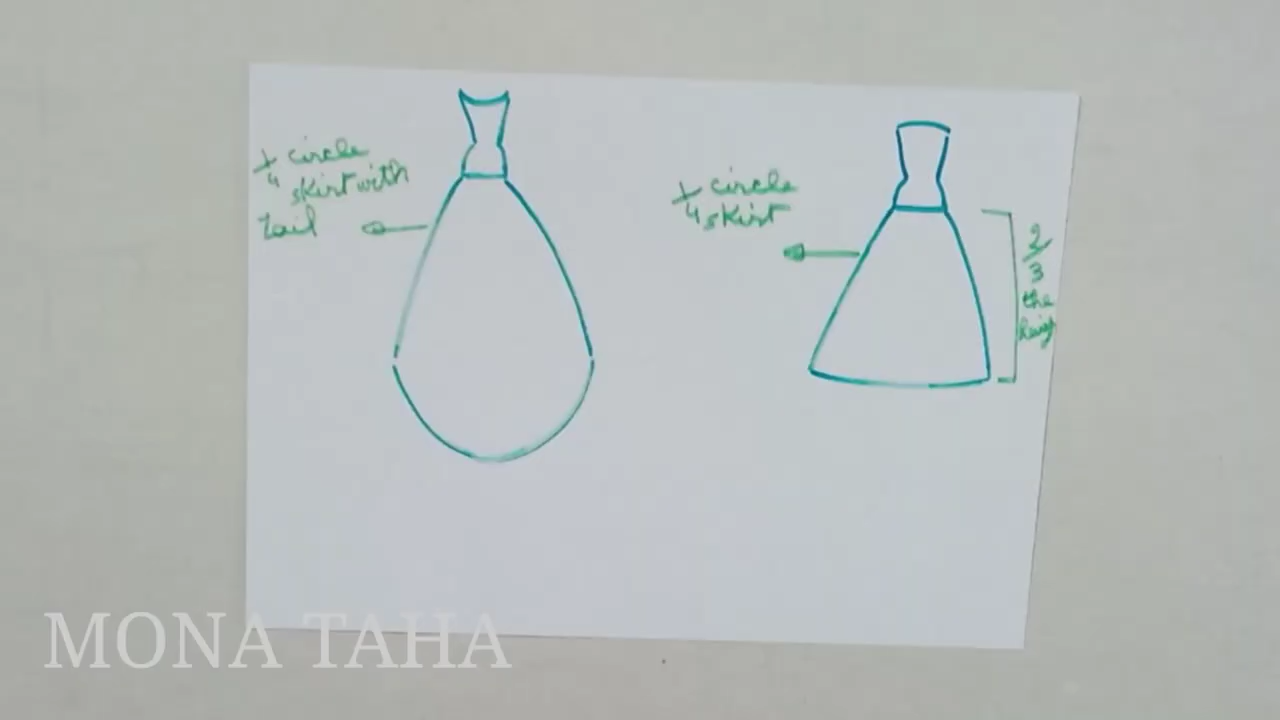 1/4 circle
skirt with
Tail
1/4 circle
skirt
2/3
the
MONA TAHA